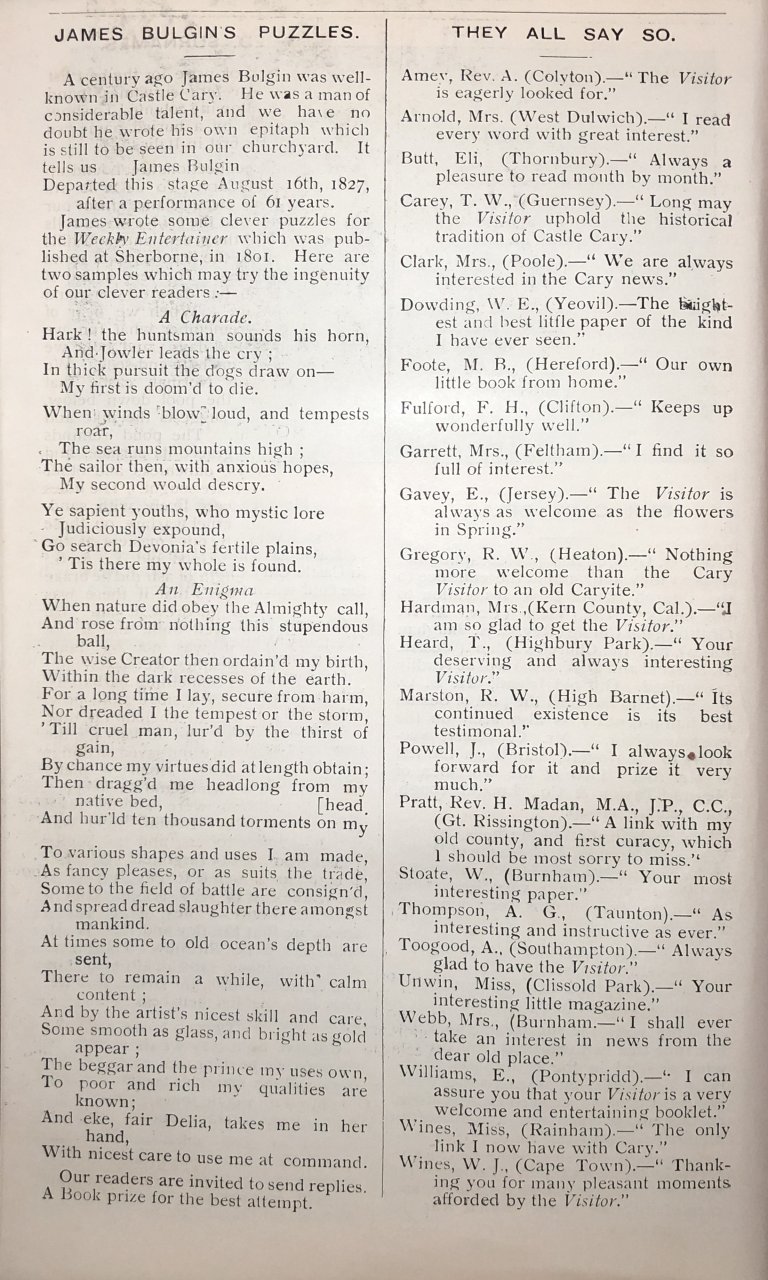 JAMES BULGIN'S PUZZLES.
A century ago James Bulgin was well-
known in Castle Cary. He was a man of
considerable talent, and we have no
doubt he wrote his own epitaph which
is still to be seen in our churchyard. It
tells us James Bulgin
Departed this stage August 16th, 1827,
after a performance of 61 years.
James wrote some clever puzzles for
the Weekly Entertainer which was pub-
lished at Sherborne, in 1801. Here are
two samples which may try the ingenuity
of our clever readers :—
A Charade.
Hark ! the huntsman sounds his horn,
And Jowler leads the cry ;
In thick pursuit the dogs draw on—
My first is doom'd to die.
When winds blow loud, and tempests
roar,
The sea runs mountains high ;
The sailor then, with anxious hopes,
My second would descry.
Ye sapient youths, who mystic lore
Judiciously expound,
Go search Devonia's fertile plains,
' Tis there my whole is found.
An Enigma
When nature did obey the Almighty call,
And rose from nothing this stupendous
ball,
The wise Creator then ordain'd my birth,
Within the dark recesses of the earth.
For a long time I lay, secure from harm,
Nor dreaded I the tempest or the storm,
'Till cruel man, lur'd by the thirst of
gain,
By chance my virtues did at length obtain;
Then dragg'd me headlong from my
native bed, [head.
And hur'ld ten thousand torments on my
To various shapes and uses I am made,
As fancy pleases, or as suits the trade,
Some to the field of battle are consign'd,
And spread dread slaughter there amongst
mankind.
At times some to old ocean's depth are
sent,
There to remain a while, with calm
content ;
And by the artist's nicest skill and care,
Some smooth as glass, and bright as gold
appear ;
The beggar and the prince my uses own,
To poor and rich my qualities are
known;
And eke, fair Delia, takes me in her
hand,
With nicest care to use me at command.
Our readers are invited to send replies.
A Book prize for the best attempt.
THEY ALL SAY SO.
Amey, Rev. A. (Colyton).—" The Visitor
is eagerly looked for."
Arnold, Mrs. (West Dulwich).—" I read
every word with great interest."
Butt, Eli, (Thornbury).—" Always a
pleasure to read month by month."
Carey, T. W., (Guernsey).—" Long may
the Visitor uphold the historical
tradition of Castle Cary."
Clark, Mrs., (Poole).—" We are always
interested in the Cary news."
Dowding, W. E., (Yeovil).—The bright-
est and best little paper of the kind
I have ever seen."
Foote, M. B., (Hereford).—" Our own
little book from home."
Fulford, F. H., (Clifton).—" Keeps up
wonderfully well."
Garrett, Mrs., (Feltham).—" I find it so
full of interest."
Gavey, E., (Jersey).—" The Visitor is
always as welcome as the flowers
in Spring."
Gregory, R. W., (Heaton).—" Nothing
more welcome than the Cary
Visitor to an old Caryite."
Hardman, Mrs.,(Kern County, Cal.).—"I
am so glad to get the Visitor."
Heard, T., (Highbury Park).—" Your
deserving and always interesting
Visitor."
Marston, R. W., (High Barnet).—" Its
continued existence is its best
testimonial."
Powell, J., (Bristol).—" I always look
forward for it and prize it very
much."
Pratt, Rev. H. Madan, M.A., J.P., C.C.,
(Gt. Rissington).—" A link with my
old county, and first curacy, which
I should be most sorry to miss."
Stoate, W., (Burnham).—" Your most
interesting paper."
Thompson, A. G., (Taunton).—" As
interesting and instructive as ever."
Toogood, A., (Southampton).—" Always
glad to have the Visitor."
Unwin, Miss, (Clissold Park).—" Your
interesting little magazine."
Webb, Mrs., (Burnham.—" I shall ever
take an interest in news from the
dear old place."
Williams, E., (Pontypridd).—" I can
assure you that your Visitor is a very
welcome and entertaining booklet."
Wines, Miss, (Rainham).—" The only
link I now have with Cary."
Wines, W. J., (Cape Town).—" Thank-
ing you for many pleasant moments
afforded by the Visitor."